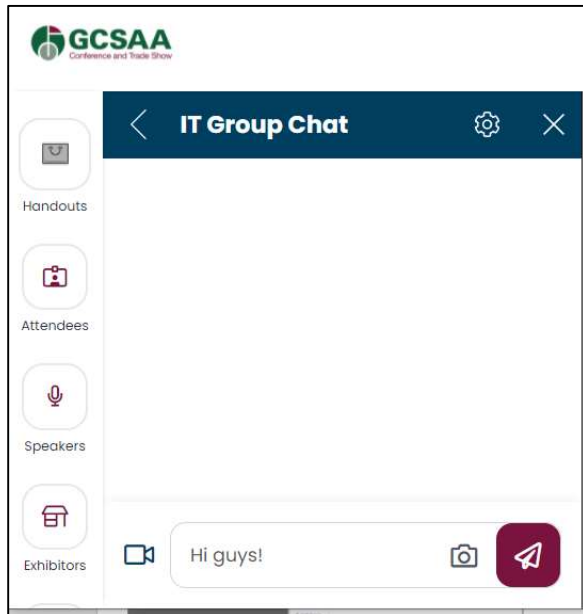 GCSAA
Conference and Trade Show
IT Group Chat
Handouts
Attendees
Speakers
Exhibitors
Hi guys!